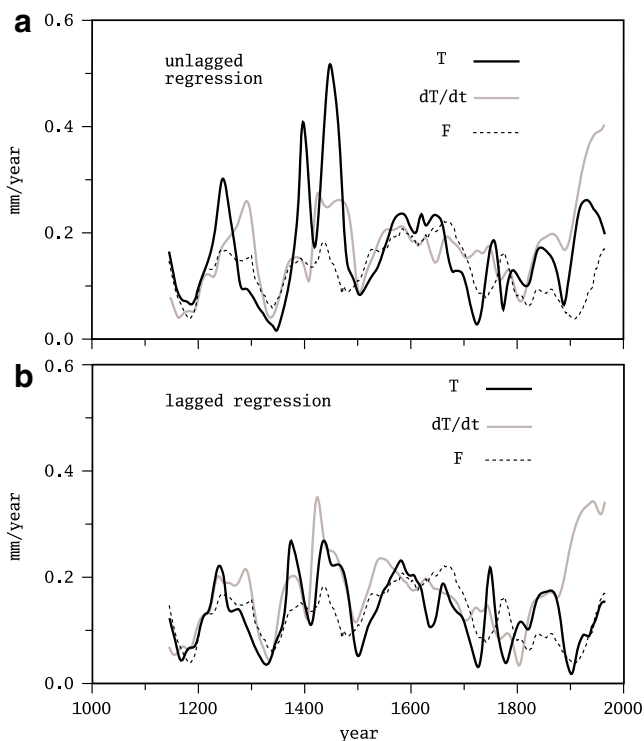 a
0.6
unlagged
regression
T
dT/dt
F
0.4
mm/year
0.2
0.0
b
0.6
lagged regression
T
dT/dt
F
0.4
mm/year
0.2
0.0
1000 1200 1400 1600 1800 2000
year